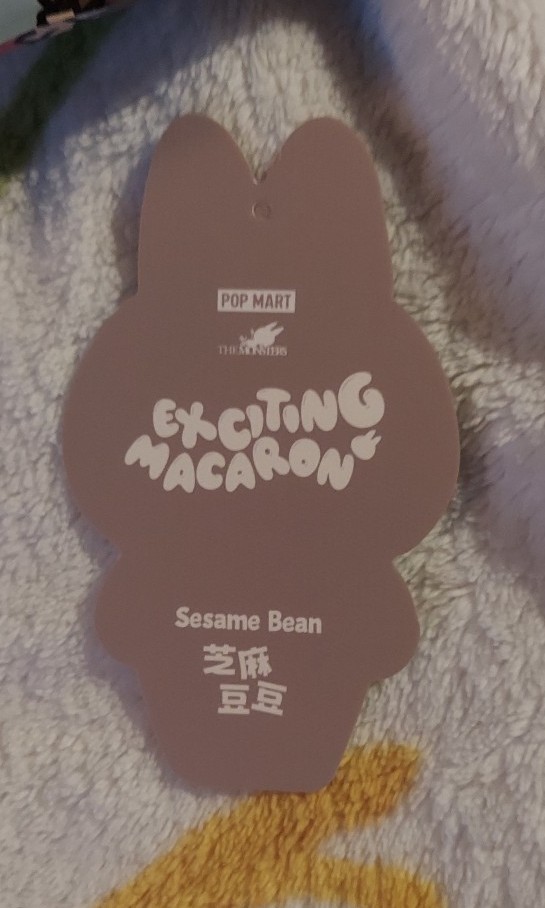 POP MART
THE MONSTERS
EXCITING
MACARON
Sesame Bean
芝麻
豆豆